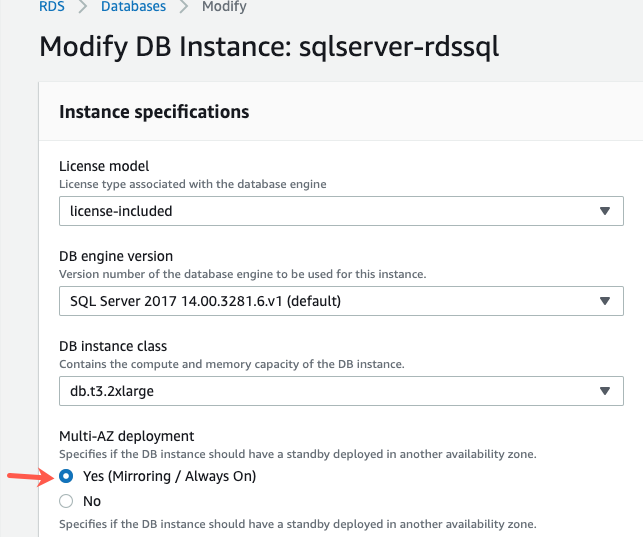 RDS > Databases > Modify
Modify DB Instance: sqlserver-rdssql
Instance specifications
License model
License type associated with the database engine
license-included
DB engine version
Version number of the database engine to be used for this instance.
SQL Server 2017 14.00.3281.6.v1 (default)
DB instance class
Contains the compute and memory capacity of the DB instance.
db.t3.2xlarge
Multi-AZ deployment
Specifies if the DB instance should have a standby deployed in another availability zone.
Yes (Mirroring / Always On)
No
Specifies if the DB instance should have a standby deployed in another availability zone.